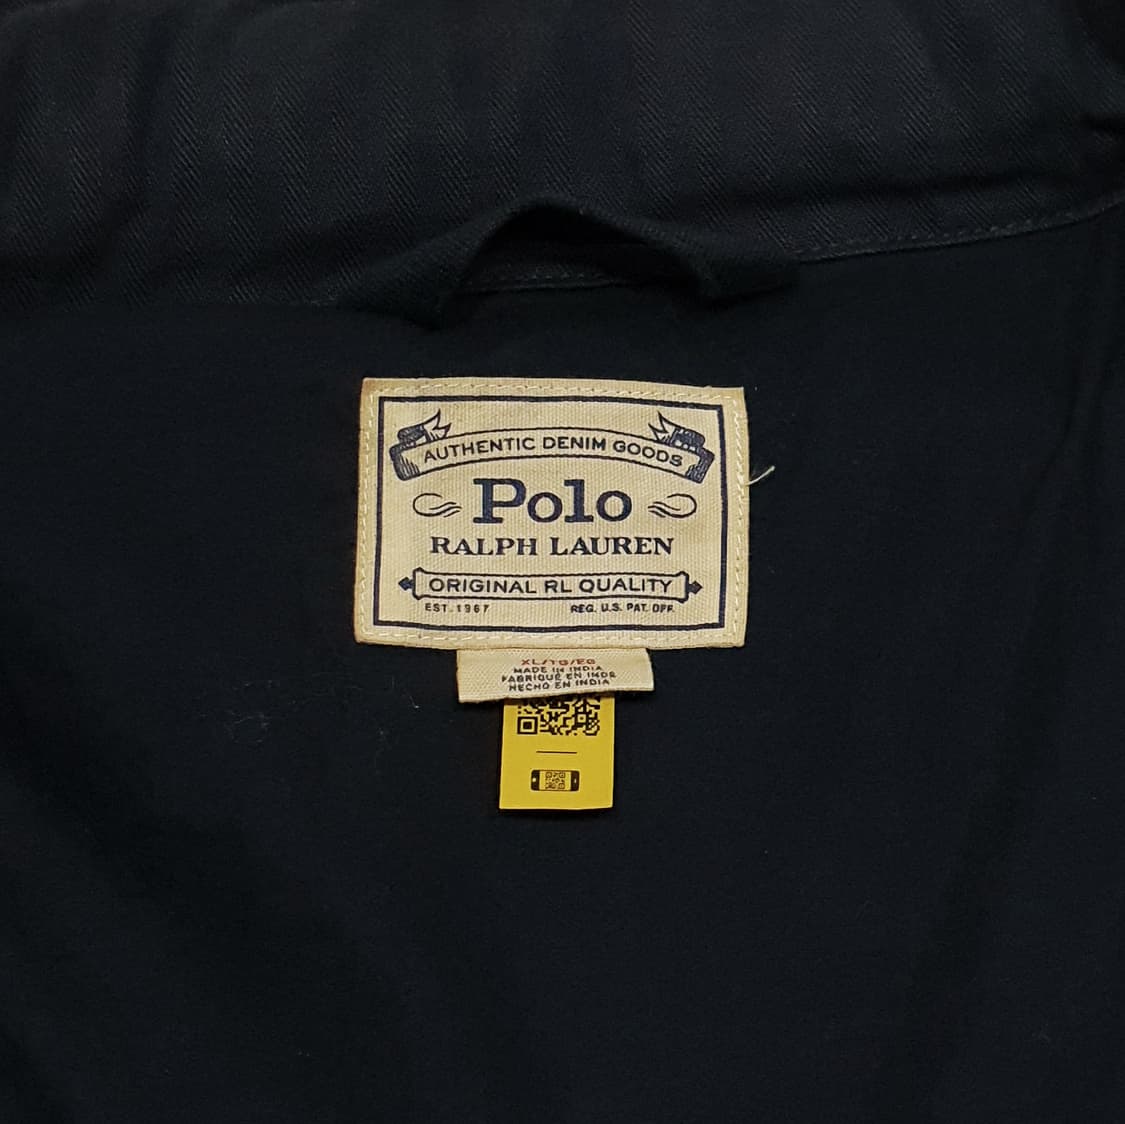 AUTHENTIC DENIM GOODS
Polo
RALPH LAUREN
ORIGINAL RL QUALITY
EST. 1967 REG. U.S. PAT. OFF.
XL/TG/EG
MADE IN INDIA
FABRIQUÉ EN INDE
HECHO EN INDIA